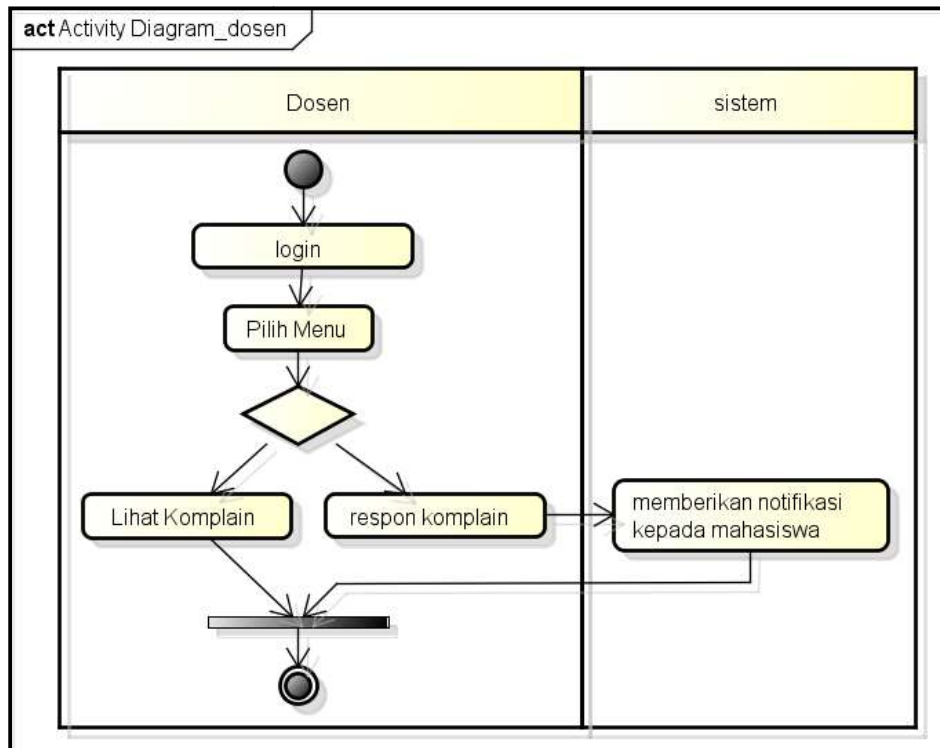 act Activity Diagram_dosen
Dosen
sistem
login
Pilih Menu
Lihat Komplain
respon komplain
memberikan notifikasi
kepada mahasiswa